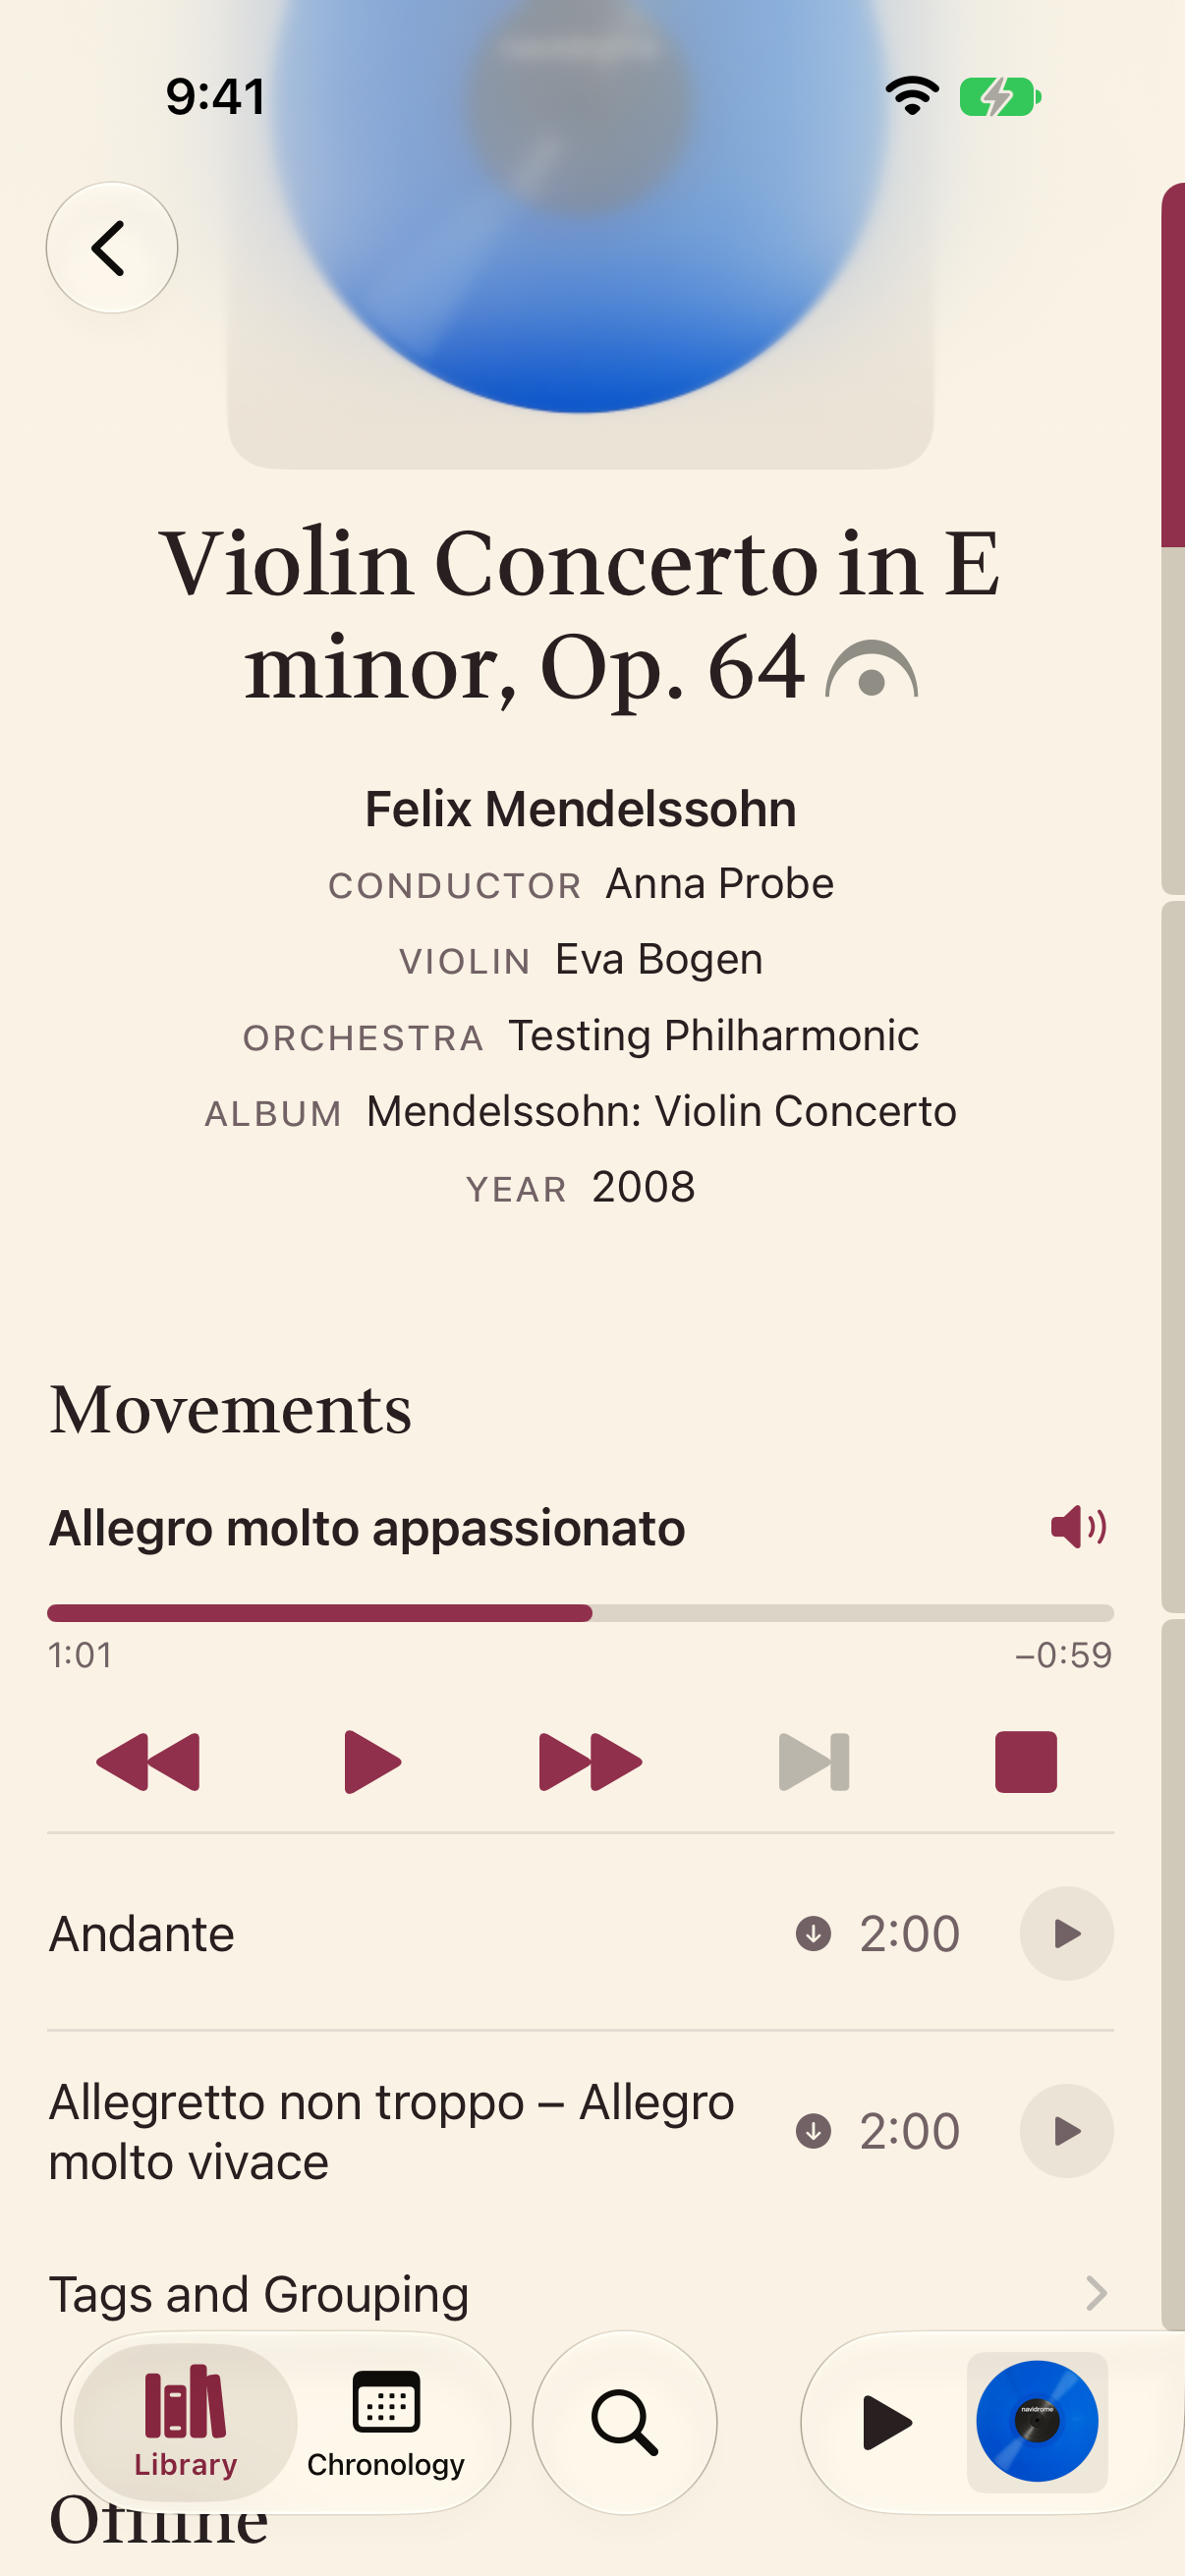 9:41
Violin Concerto in E
minor, Op. 64
Felix Mendelssohn
CONDUCTOR Anna Probe
VIOLIN Eva Bogen
ORCHESTRA Testing Philharmonic
ALBUM Mendelssohn: Violin Concerto
YEAR 2008
Movements
Allegro molto appassionato
1:01 –0:59
Andante 2:00
Allegretto non troppo – Allegro
molto vivace 2:00
Tags and Grouping
navidrome
Library Chronology
Offline